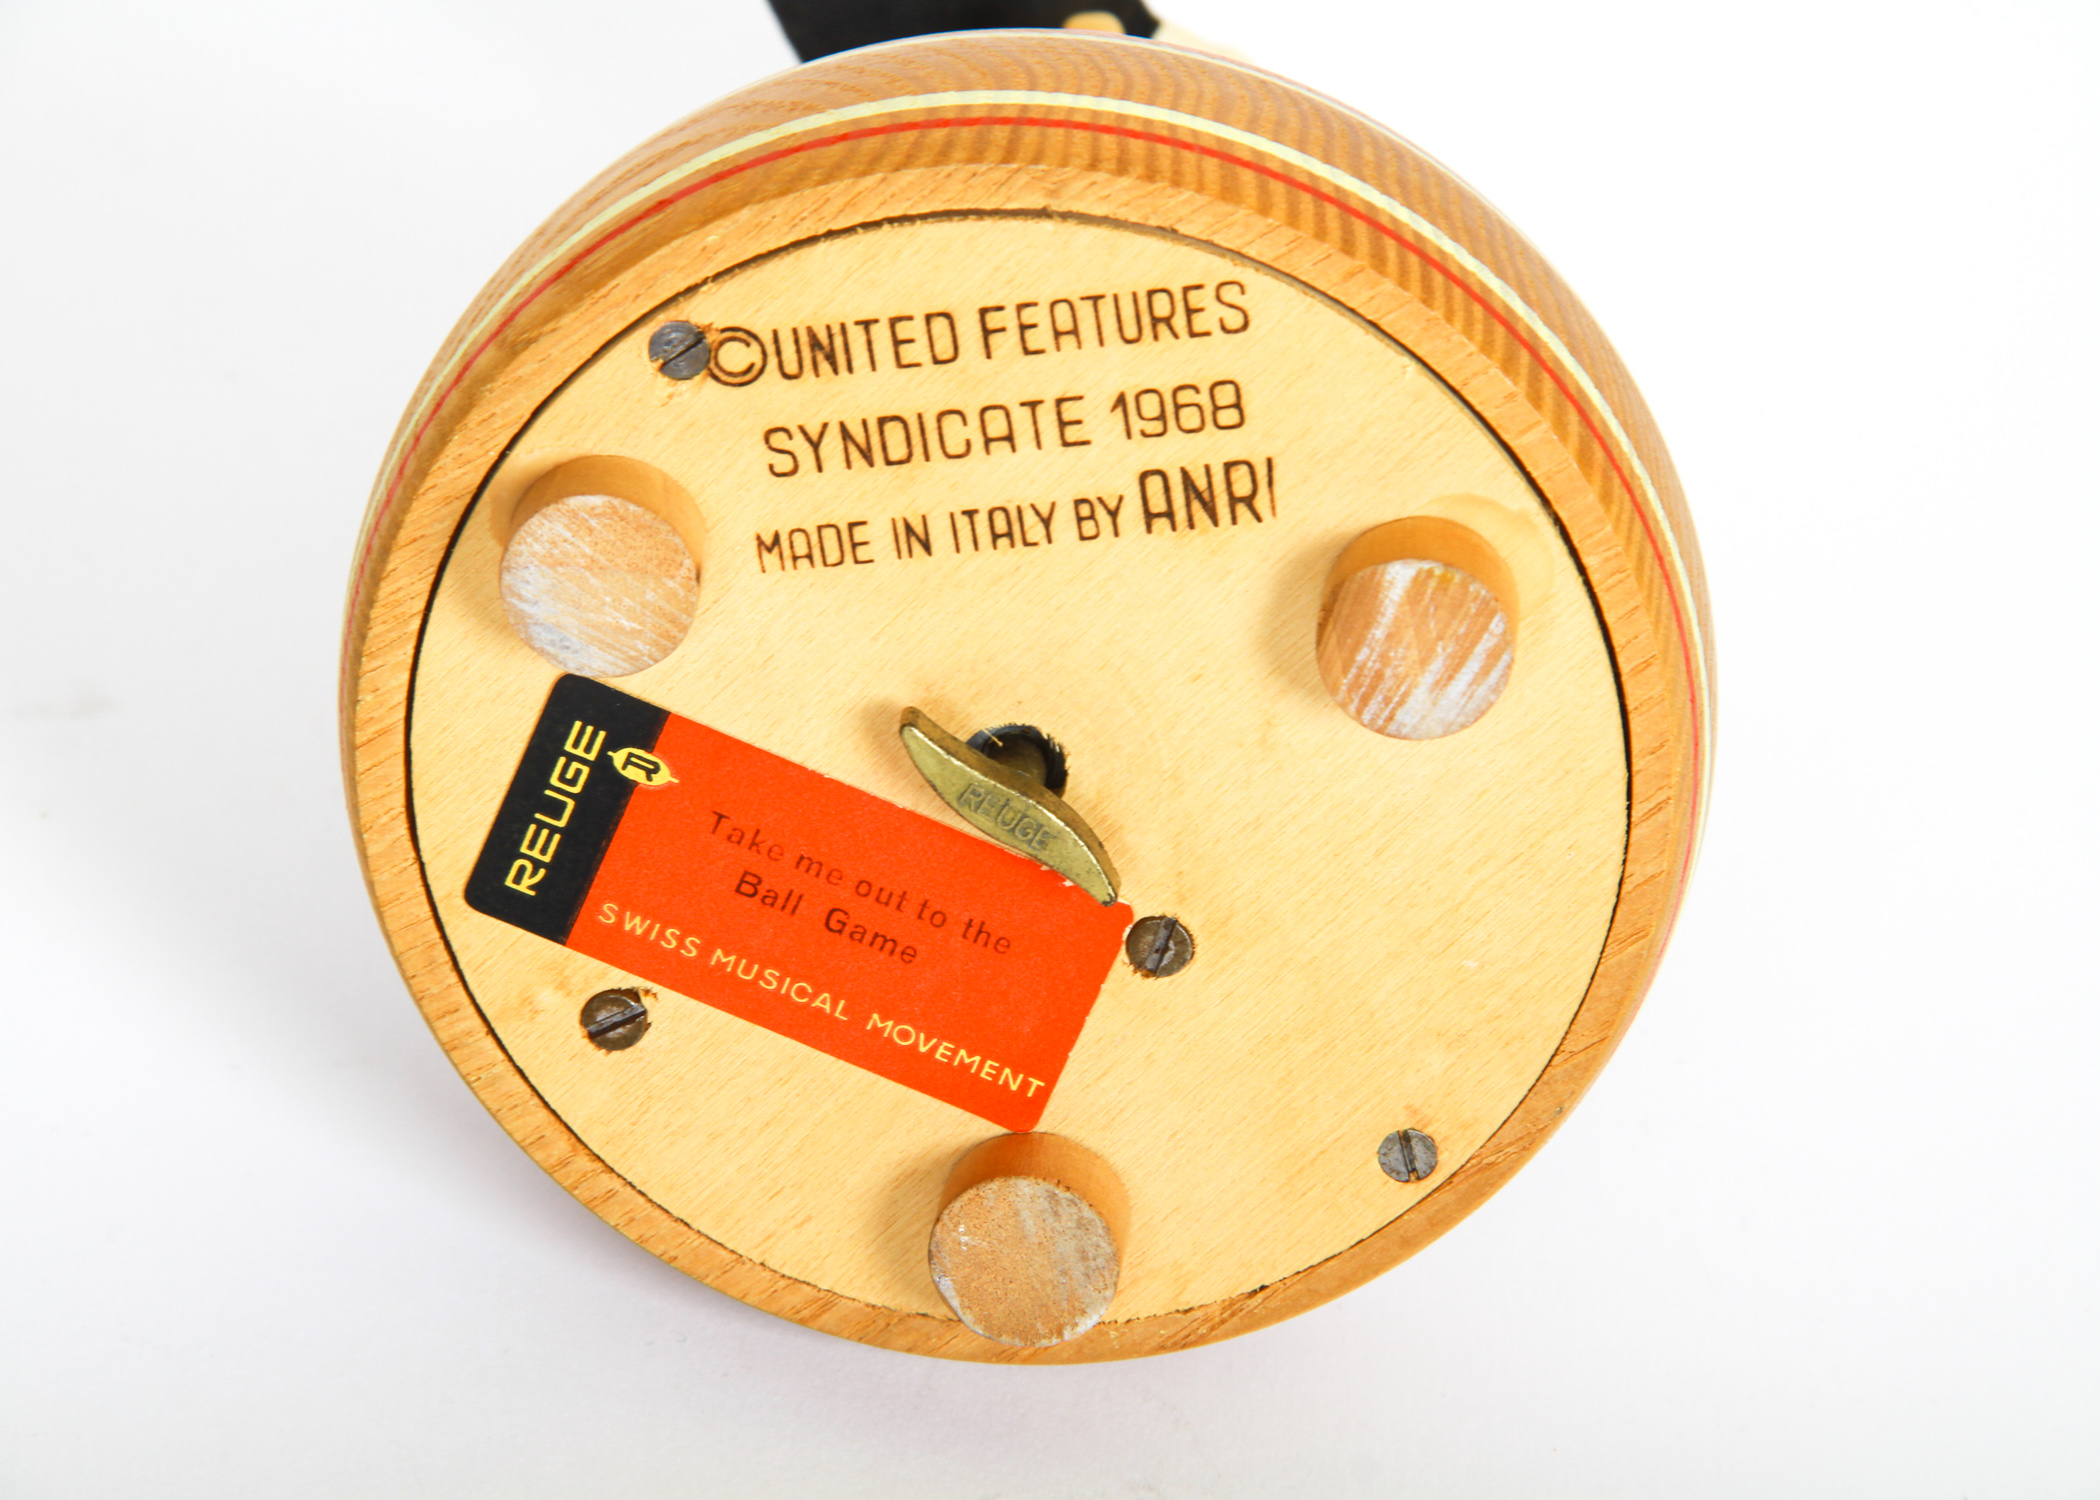 ©UNITED FEATURES
SYNDICATE 1968
MADE IN ITALY BY ANRI
REUGE
R
Take me out to the
Ball Game
SWISS MUSICAL MOVEMENT
REUGE